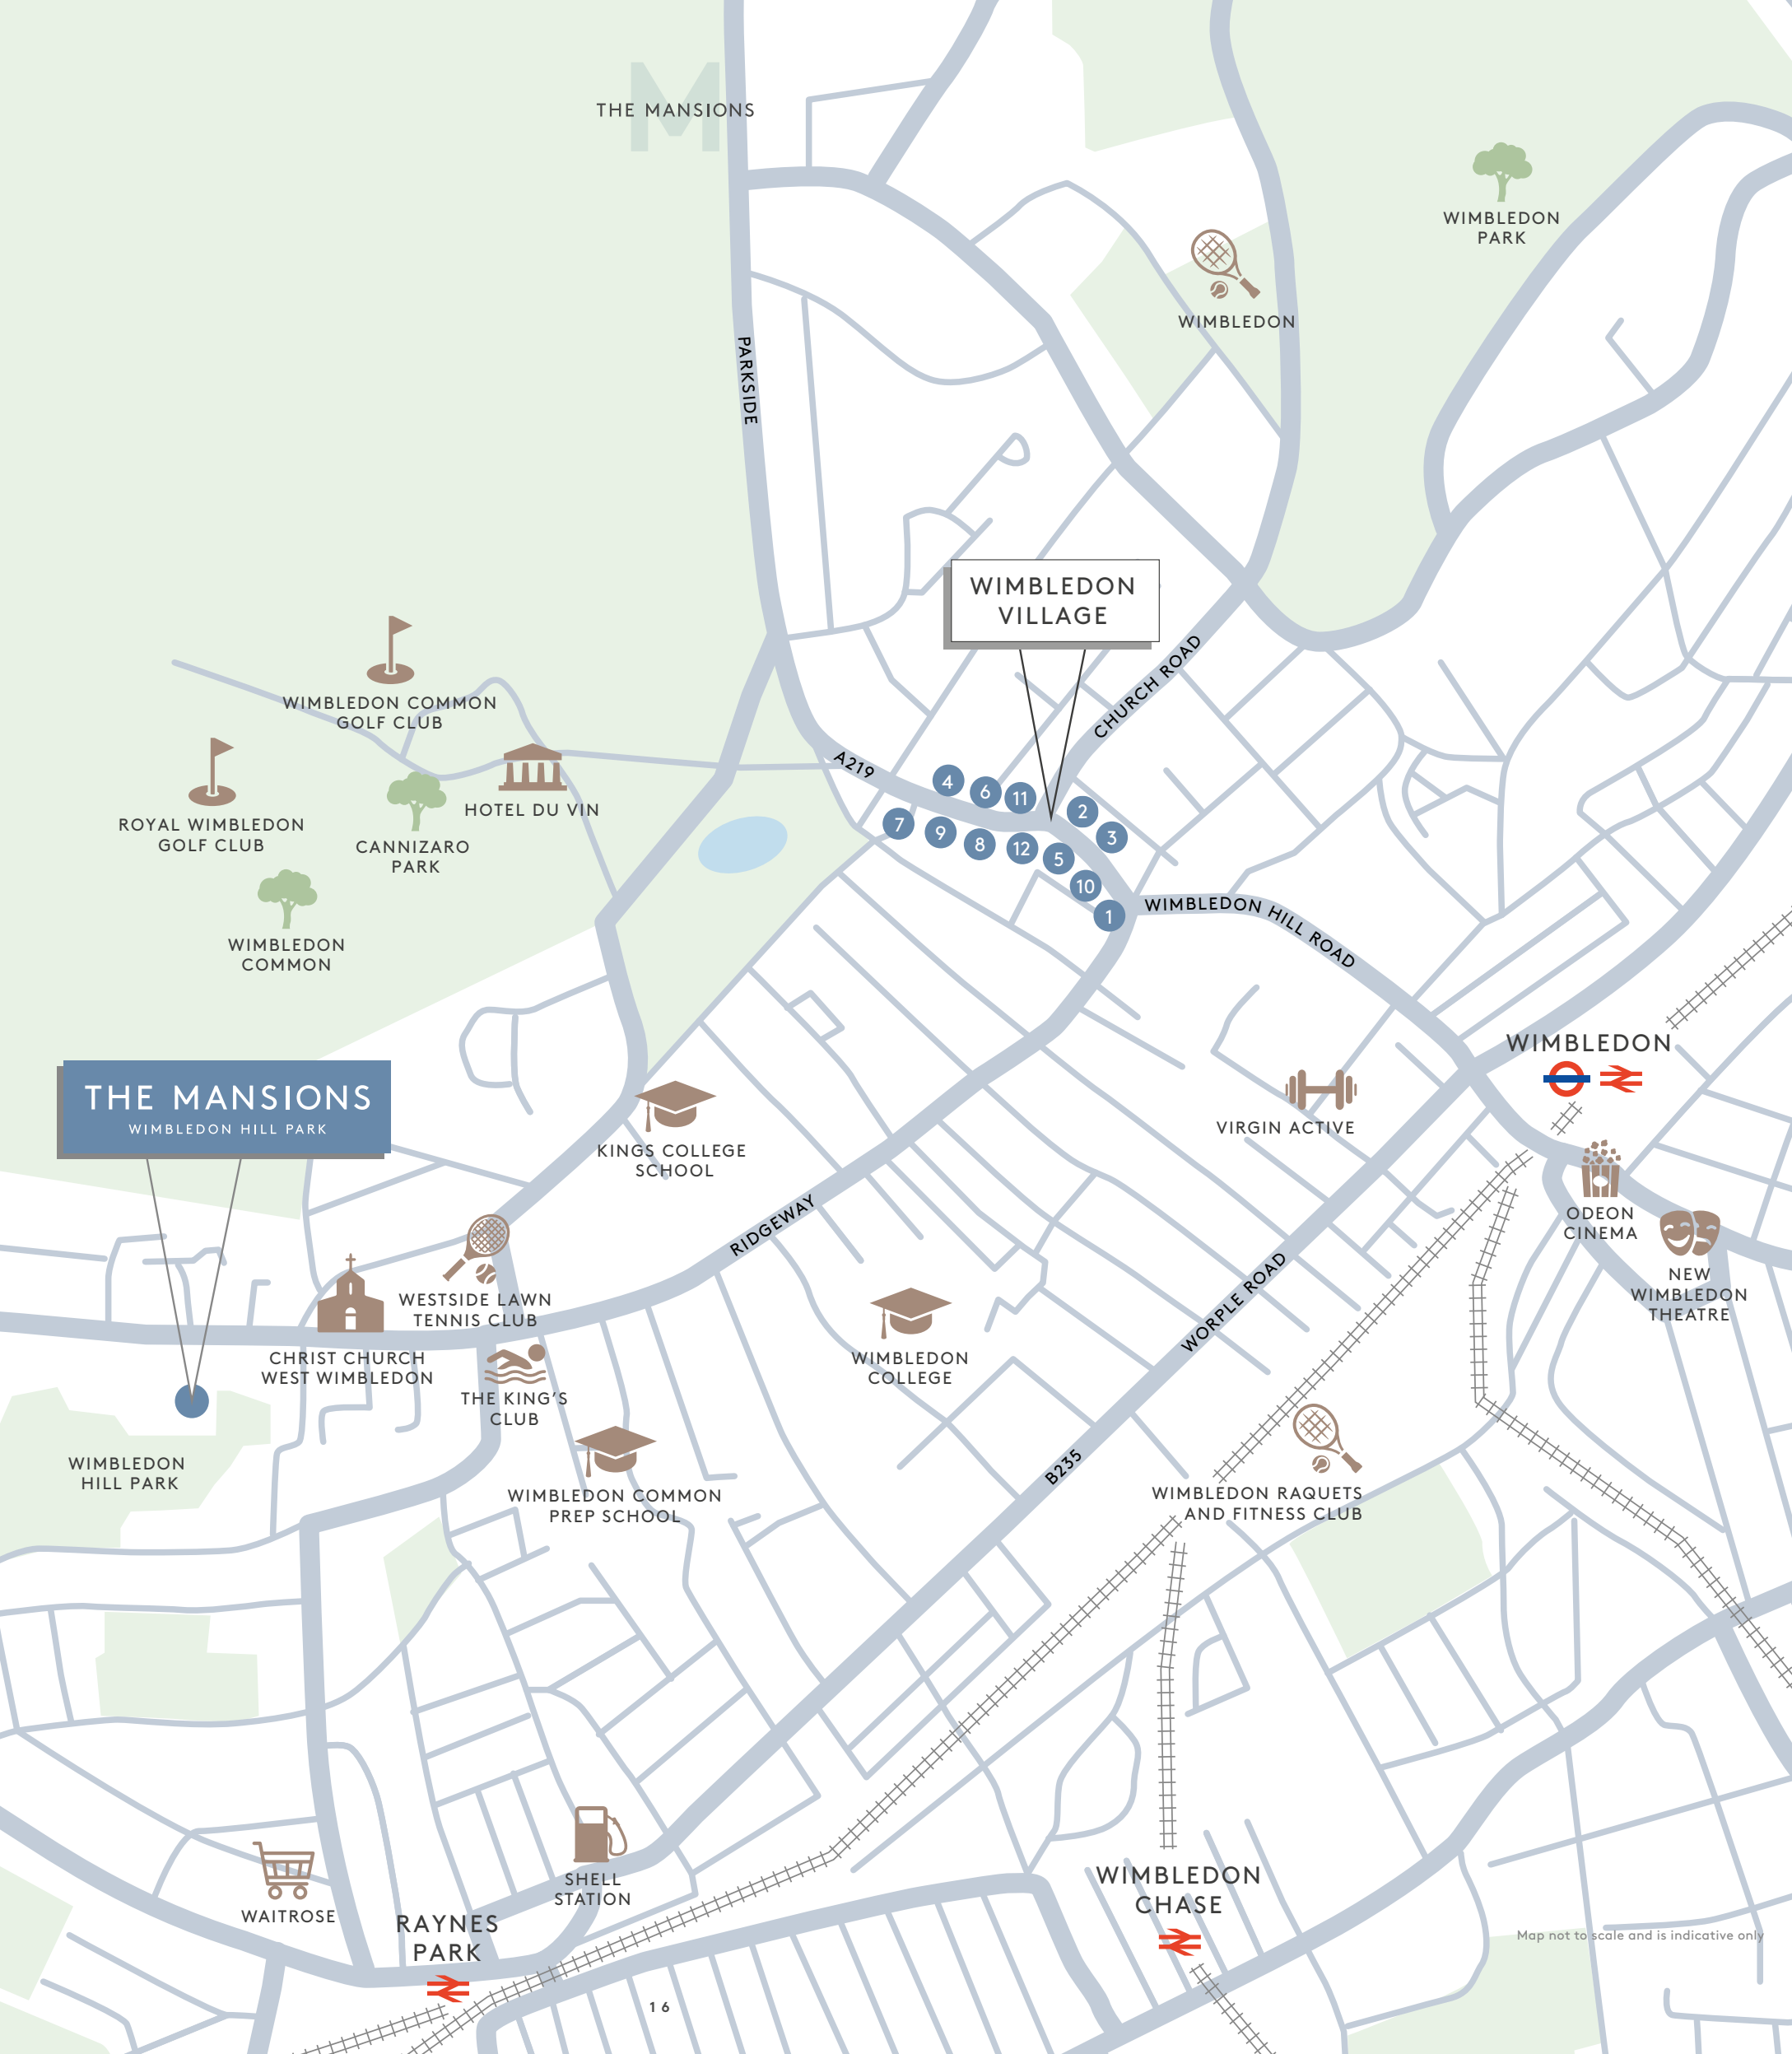 M
THE MANSIONS
WIMBLEDON
PARK
WIMBLEDON
PARKSIDE
WIMBLEDON
VILLAGE
CHURCH ROAD
WIMBLEDON COMMON
GOLF CLUB
A219
4
6
11
2
3
7
9
8
12
5
10
1
HOTEL DU VIN
ROYAL WIMBLEDON
GOLF CLUB
CANNIZARO
PARK
WIMBLEDON HILL ROAD
WIMBLEDON
COMMON
WIMBLEDON
THE MANSIONS
WIMBLEDON HILL PARK
VIRGIN ACTIVE
KINGS COLLEGE
SCHOOL
RIDGEWAY
ODEON
CINEMA
NEW
WIMBLEDON
THEATRE
WESTSIDE LAWN
TENNIS CLUB
WORPLE ROAD
CHRIST CHURCH
WEST WIMBLEDON
WIMBLEDON
COLLEGE
THE KING'S
CLUB
WIMBLEDON
HILL PARK
B235
WIMBLEDON COMMON
PREP SCHOOL
WIMBLEDON RAQUETS
AND FITNESS CLUB
SHELL
STATION
WIMBLEDON
CHASE
WAITROSE
RAYNES
PARK
Map not to scale and is indicative only
16